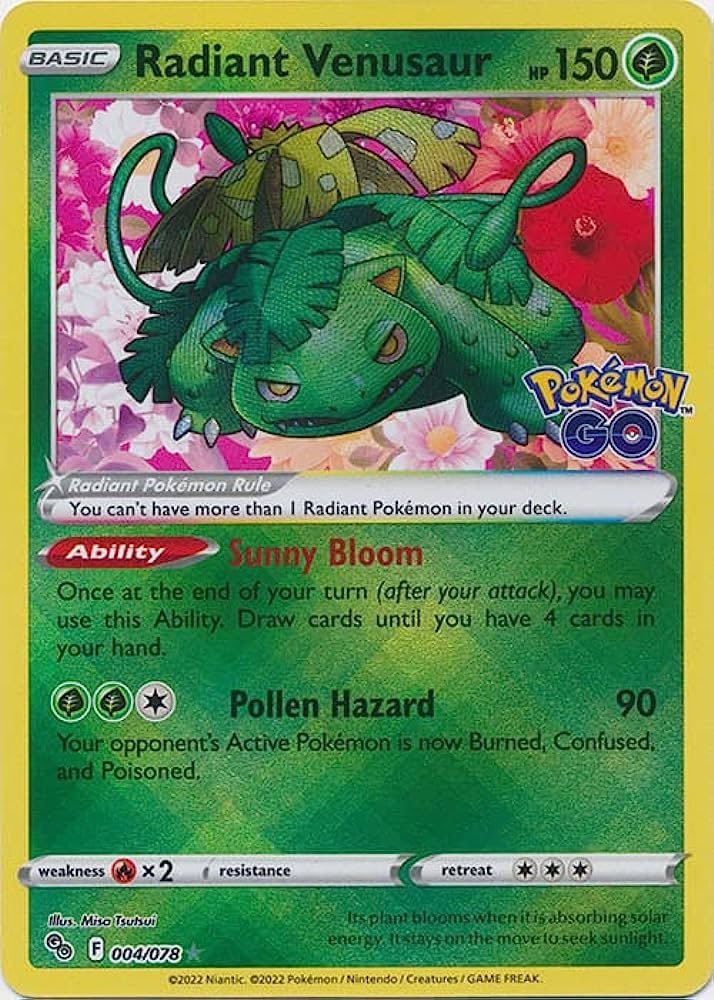 BASIC Radiant Venusaur HP 150
POKéMON
GO™
Radiant Pokémon Rule
You can't have more than 1 Radiant Pokémon in your deck.
Ability Sunny Bloom
Once at the end of your turn (after your attack), you may
use this Ability. Draw cards until you have 4 cards in
your hand.
Pollen Hazard 90
Your opponent's Active Pokémon is now Burned, Confused,
and Poisoned.
weakness ×2 resistance retreat
Illus. Misa Tsutsui
Its plant blooms when it is absorbing solar
energy. It stays on the move to seek sunlight.
GO F 004/078
©2022 Niantic. ©2022 Pokémon / Nintendo / Creatures / GAME FREAK.